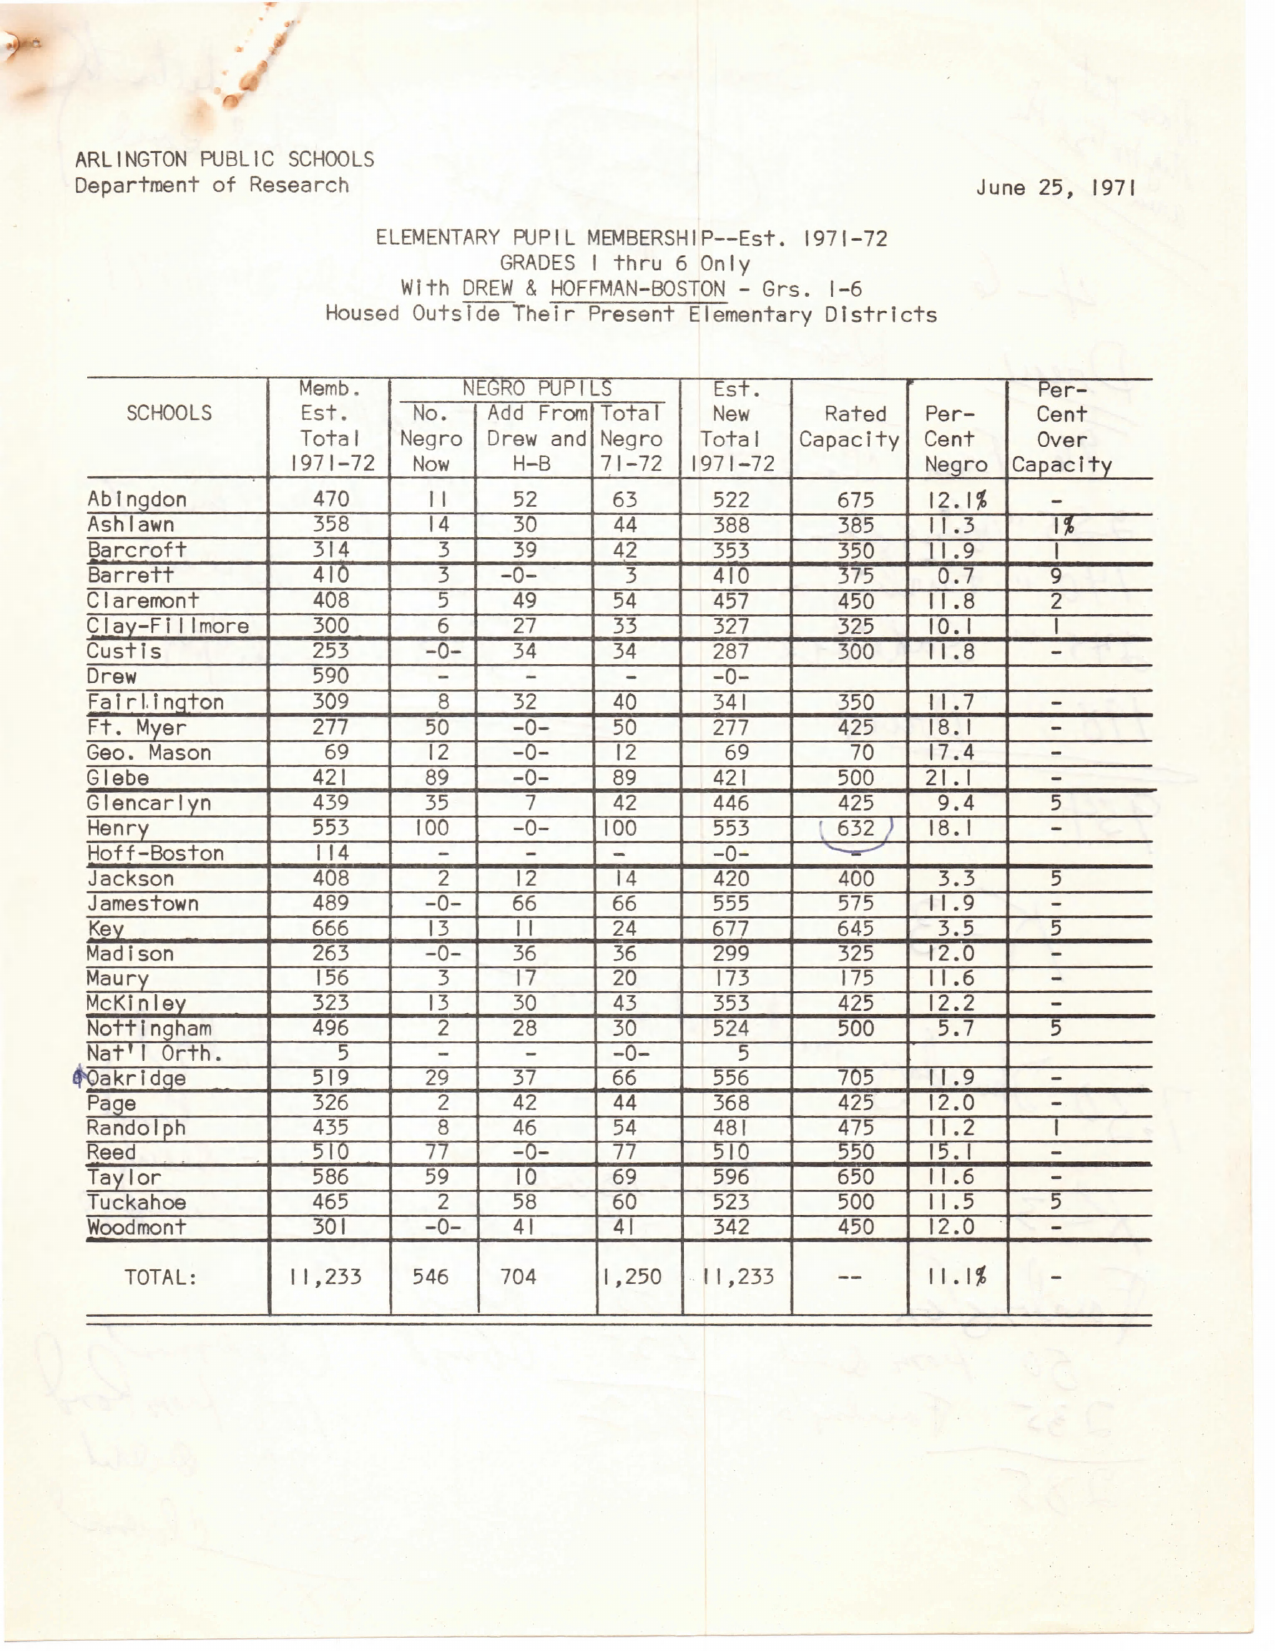 ARLINGTON PUBLIC SCHOOLS
Department of Research
June 25, 1971
ELEMENTARY PUPIL MEMBERSHIP--Est. 1971-72
GRADES 1 thru 6 Only
With DREW & HOFFMAN-BOSTON - Grs. 1-6
Housed Outside Their Present Elementary Districts
Memb. NEGRO PUPILS Est. Per-
SCHOOLS Est. No. Add From Total New Rated Per- Cent
Total Negro Drew and Negro Total Capacity Cent Over
1971-72 Now H-B 71-72 1971-72 Negro Capacity
Abingdon 470 11 52 63 522 675 12.1% -
Ashlawn 358 14 30 44 388 385 11.3 1%
Barcroft 314 3 39 42 353 350 11.9 1
Barrett 410 3 -0- 3 410 375 0.7 9
Claremont 408 5 49 54 457 450 11.8 2
Clay-Fillmore 300 6 27 33 327 325 10.1 1
Custis 253 -0- 34 34 287 300 11.8 -
Drew 590 - - - -0-
Fairlington 309 8 32 40 341 350 11.7 -
Ft. Myer 277 50 -0- 50 277 425 18.1 -
Geo. Mason 69 12 -0- 12 69 70 17.4 -
Glebe 421 89 -0- 89 421 500 21.1 -
Glencarlyn 439 35 7 42 446 425 9.4 5
Henry 553 100 -0- 100 553 632 18.1 -
Hoff-Boston 114 - - - -0- -
Jackson 408 2 12 14 420 400 3.3 5
Jamestown 489 -0- 66 66 555 575 11.9 -
Key 666 13 11 24 677 645 3.5 5
Madison 263 -0- 36 36 299 325 12.0 -
Maury 156 3 17 20 173 175 11.6 -
McKinley 323 13 30 43 353 425 12.2 -
Nottingham 496 2 28 30 524 500 5.7 5
Nat'l Orth. 5 - - -0- 5
Oakridge 519 29 37 66 556 705 11.9 -
Page 326 2 42 44 368 425 12.0 -
Randolph 435 8 46 54 481 475 11.2 1
Reed 510 77 -0- 77 510 550 15.1 -
Taylor 586 59 10 69 596 650 11.6 -
Tuckahoe 465 2 58 60 523 500 11.5 5
Woodmont 301 -0- 41 41 342 450 12.0 -
TOTAL: 11,233 546 704 1,250 11,233 -- 11.1% -